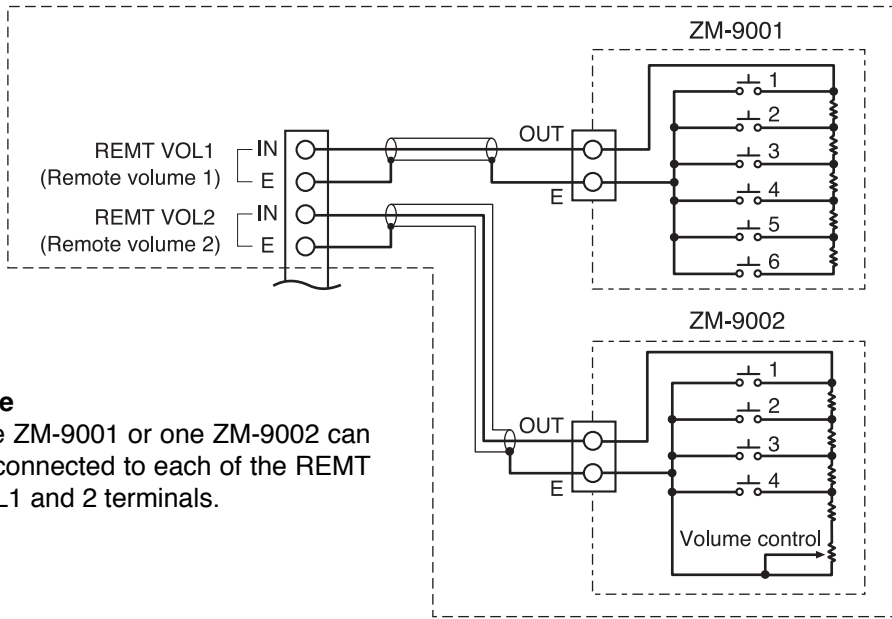 ZM-9001
1
2
3
4
5
6
OUT
E
REMT VOL1
(Remote volume 1)
IN
E
REMT VOL2
(Remote volume 2)
IN
E
ZM-9002
1
2
3
4
Volume control
OUT
E
ZM-9001 or one ZM-9002 can
connected to each of the REMT
1 and 2 terminals.